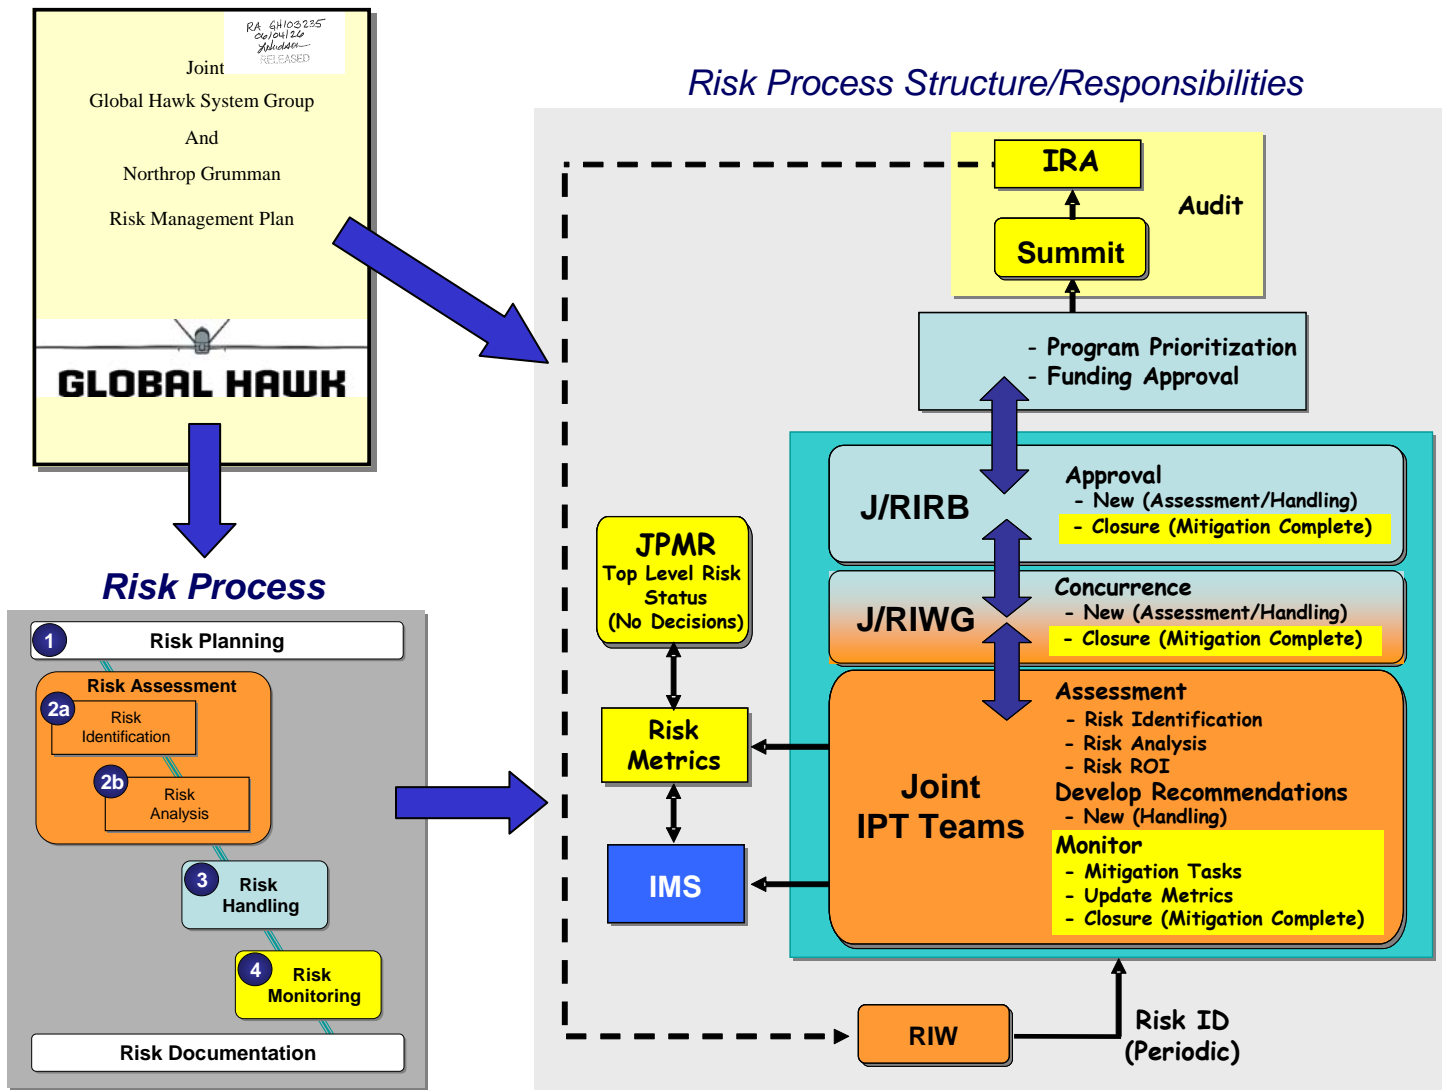 RA GH103235
06/04/26
RELEASED
Joint
Global Hawk System Group
And
Northrop Grumman
Risk Management Plan
GLOBAL HAWK
Risk Process
1
Risk Planning
Risk Assessment
2a
Risk
Identification
2b
Risk
Analysis
3
Risk
Handling
4
Risk
Monitoring
Risk Documentation
Risk Process Structure/Responsibilities
IRA
Audit
Summit
- Program Prioritization
- Funding Approval
J/RIRB
Approval
- New (Assessment/Handling)
- Closure (Mitigation Complete)
J/RIWG
Concurrence
- New (Assessment/Handling)
- Closure (Mitigation Complete)
Joint
IPT Teams
Assessment
- Risk Identification
- Risk Analysis
- Risk ROI
Develop Recommendations
- New (Handling)
Monitor
- Mitigation Tasks
- Update Metrics
- Closure (Mitigation Complete)
JPMR
Top Level Risk
Status
(No Decisions)
Risk
Metrics
IMS
RIW
Risk ID
(Periodic)